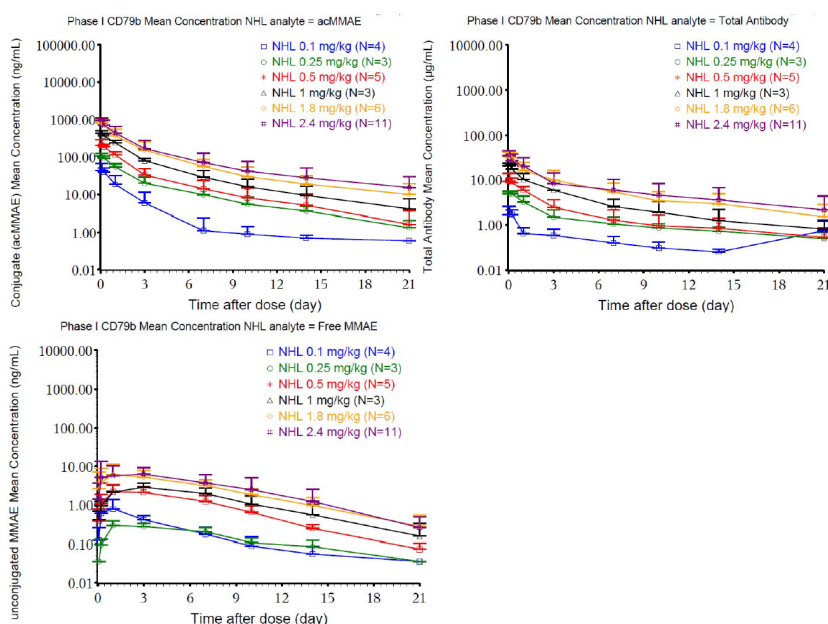 Phase I CD79b Mean Concentration NHL analyte = acMMAE
Conjugate (acMMAE) Mean Concentration (ng/mL)
100000.00
10000.00
1000.00
100.00
10.00
1.00
0.01
NHL 0.1 mg/kg (N=4)
NHL 0.25 mg/kg (N=3)
NHL 0.5 mg/kg (N=5)
NHL 1 mg/kg (N=3)
NHL 1.8 mg/kg (N=6)
NHL 2.4 mg/kg (N=11)
0 3 6 9 12 15 18 21
Time after dose (day)
Phase I CD79b Mean Concentration NHL analyte = Total Antibody
Total Antibody Mean Concentration (µg/mL)
10000.00
1000.00
100.00
10.00
1.00
0.01
NHL 0.1 mg/kg (N=4)
NHL 0.25 mg/kg (N=3)
NHL 0.5 mg/kg (N=5)
NHL 1 mg/kg (N=3)
NHL 1.8 mg/kg (N=6)
NHL 2.4 mg/kg (N=11)
0 3 6 9 12 15 18 21
Time after dose (day)
Phase I CD79b Mean Concentration NHL analyte = Free MMAE
unconjugated MMAE Mean Concentration (ng/mL)
10000.00
1000.00
100.00
10.00
1.00
0.10
0.01
NHL 0.1 mg/kg (N=4)
NHL 0.25 mg/kg (N=3)
NHL 0.5 mg/kg (N=5)
NHL 1 mg/kg (N=3)
NHL 1.8 mg/kg (N=6)
NHL 2.4 mg/kg (N=11)
0 3 6 9 12 15 18 21
Time after dose (day)